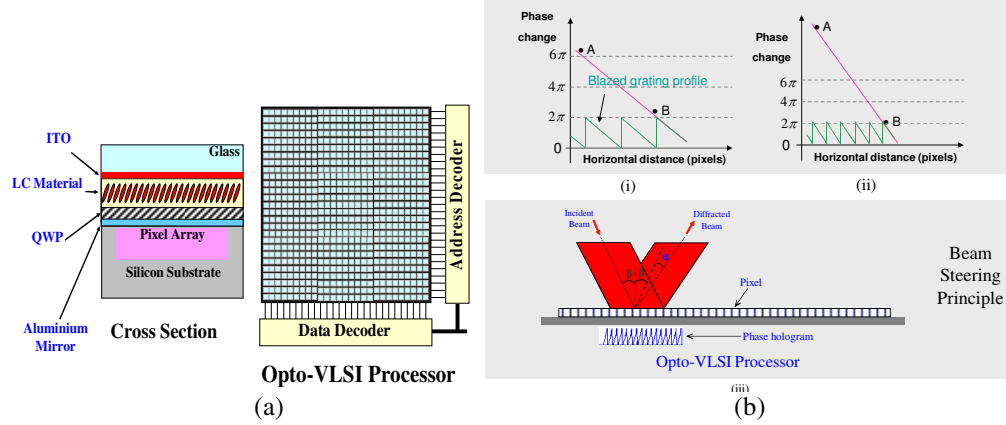 ITO
Glass
LC Material
QWP
Pixel Array
Silicon Substrate
Aluminium
Mirror
Cross Section
Address Decoder
Data Decoder
Opto-VLSI Processor
(a)
Phase
change
A
6π
Blazed grating profile
4π
B
2π
0
Horizontal distance (pixels)
(i)
Phase
change
A
6π
4π
2π
B
0
Horizontal distance (pixels)
(ii)
Incident
Beam
Diffracted
Beam
α
β β
Beam
Steering
Principle
Pixel
Phase hologram
Opto-VLSI Processor
(iii)
(b)